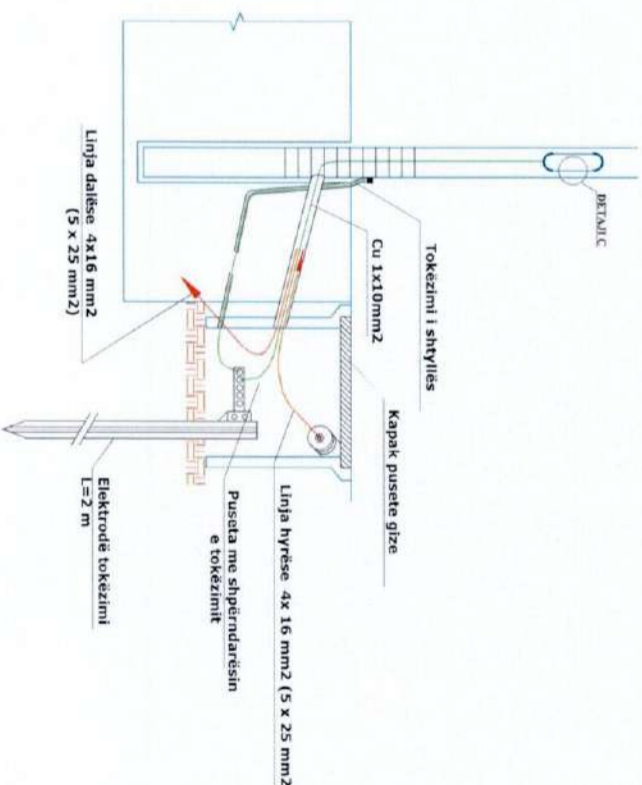 DETAJI C
Tokëzimi i shtyllës
Cu 1x10mm2
Kapak pusete gize
Linja hyrëse 4x 16 mm2 (5 x 25 mm2
Puseta me shpërndarësin
e tokëzimit
Elektrodë tokëzimi
L=2 m
Linja dalëse 4x16 mm2
(5 x 25 mm2)